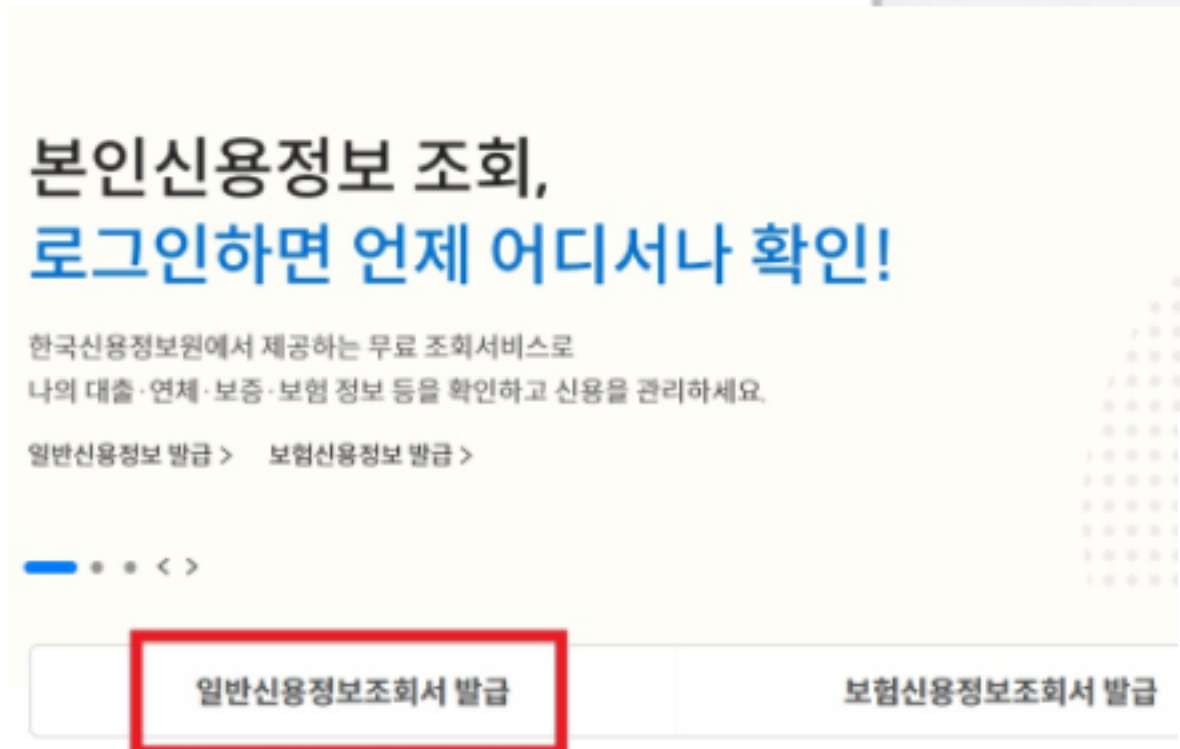 본인신용정보 조회,
로그인하면 언제 어디서나 확인!
한국신용정보원에서 제공하는 무료 조회서비스로
나의 대출·연체·보증·보험 정보 등을 확인하고 신용을 관리하세요.
일반신용정보 발급 > 보험신용정보 발급 >
일반신용정보조회서 발급 보험신용정보조회서 발급